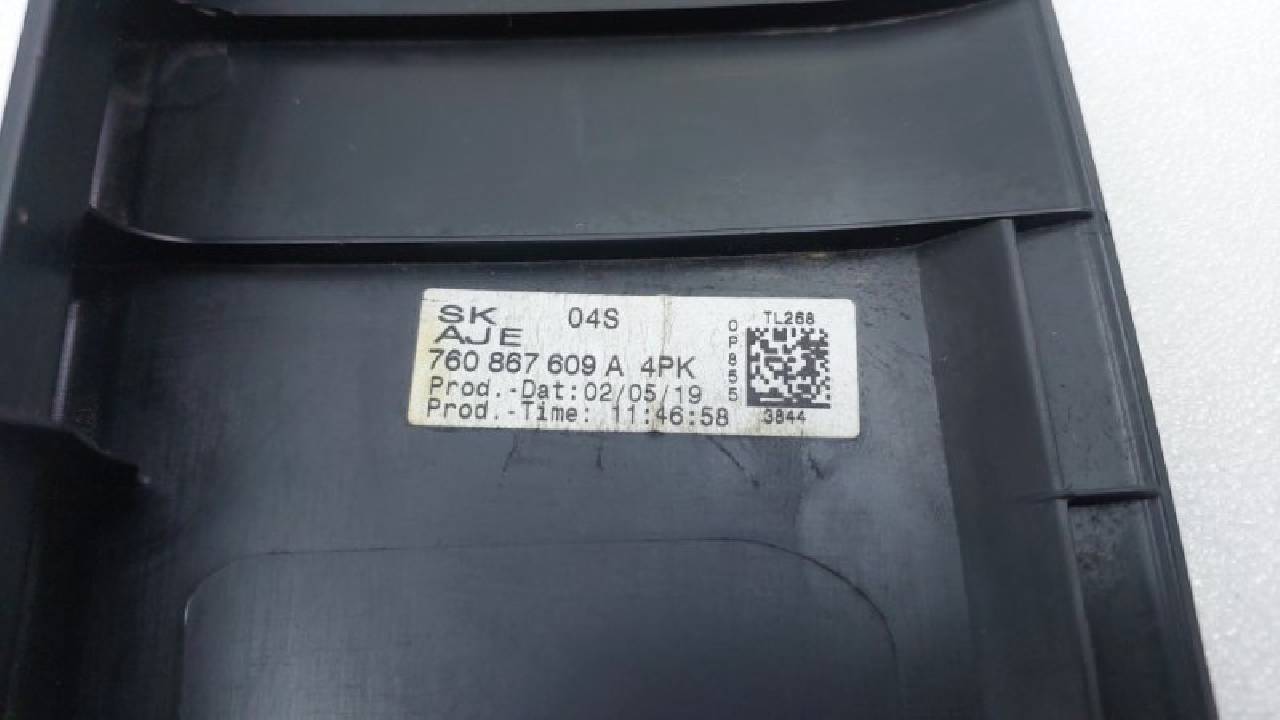 SK 04S
AJE
760 867 609 A 4PK
Prod.-Dat:02/05/19
Prod.-Time: 11:46:58
0P855
TL268
3844